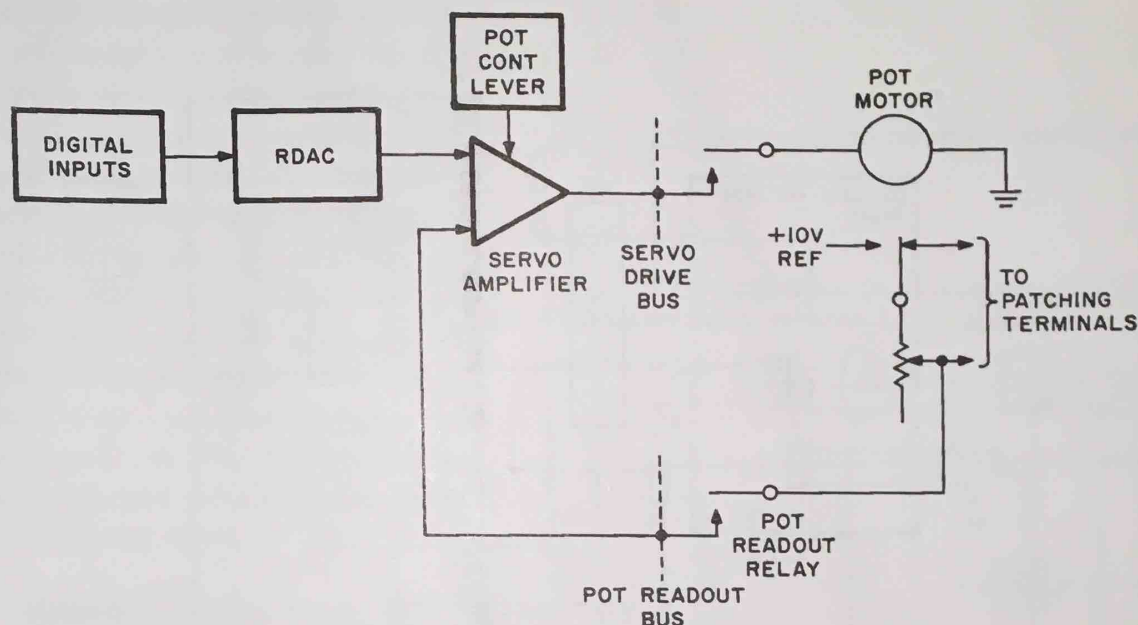 POT
CONT
LEVER
POT
MOTOR
DIGITAL
INPUTS
RDAC
+10V
REF
SERVO
AMPLIFIER
SERVO
DRIVE
BUS
TO
PATCHING
TERMINALS
POT
READOUT
RELAY
POT READOUT
BUS